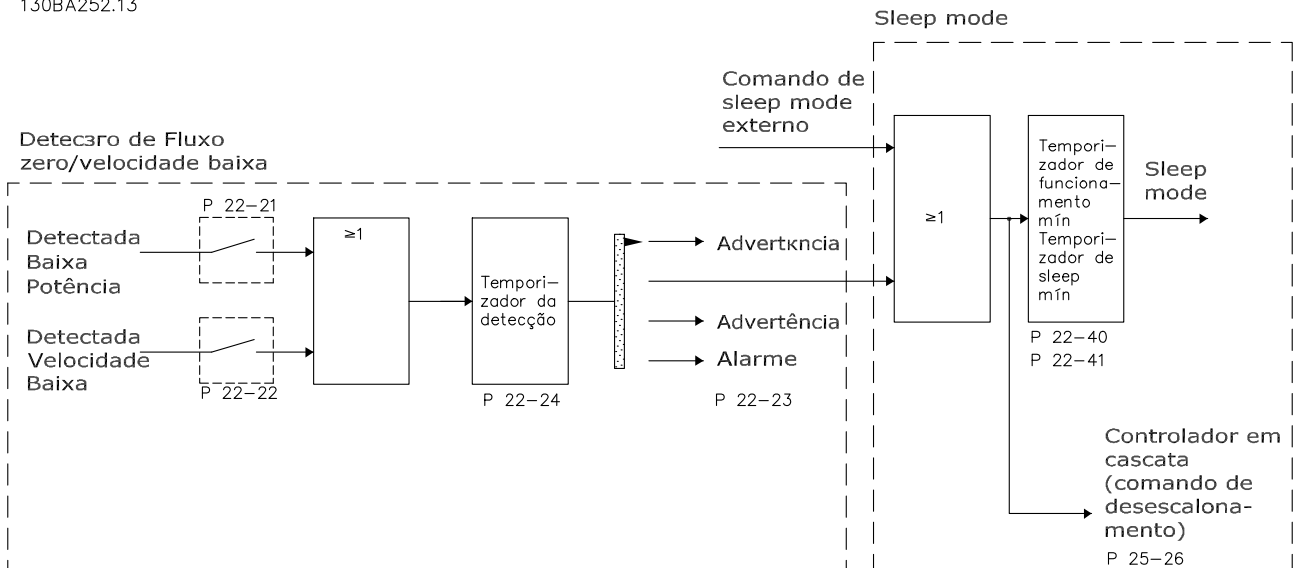 130BA252.13
Sleep mode
Comando de
sleep mode
externo
Detecзгo de Fluxo
zero/velocidade baixa
P 22-21
Detectada
Baixa
Potência
≥1
Tempori-
zador da
detecção
Advertкncia
Detectada
Velocidade
Baixa
P 22-22
P 22-24
Advertência
Alarme
P 22-23
≥1
Tempori-
zador de
funciona-
mento
mín
Tempori-
zador de
sleep
mín
Sleep
mode
P 22-40
P 22-41
Controlador em
cascata
(comando de
desescalona-
mento)
P 25-26